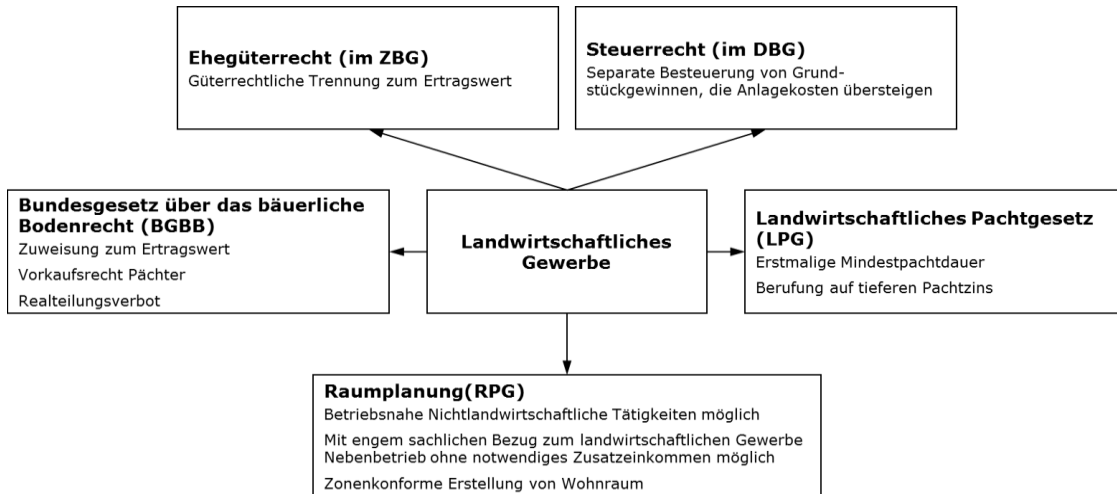 Ehegüterrecht (im ZBG)
Güterrechtliche Trennung zum Ertragswert
Steuerrecht (im DBG)
Separate Besteuerung von Grund-
stückgewinnen, die Anlagekosten übersteigen
Bundesgesetz über das bäuerliche
Bodenrecht (BGBB)
Zuweisung zum Ertragswert
Vorkaufsrecht Pächter
Realteilungsverbot
Landwirtschaftliches
Gewerbe
Landwirtschaftliches Pachtgesetz
(LPG)
Erstmalige Mindestpachtdauer
Berufung auf tieferen Pachtzins
Raumplanung(RPG)
Betriebsnahe Nichtlandwirtschaftliche Tätigkeiten möglich
Mit engem sachlichen Bezug zum landwirtschaftlichen Gewerbe
Nebenbetrieb ohne notwendiges Zusatzeinkommen möglich
Zonenkonforme Erstellung von Wohnraum